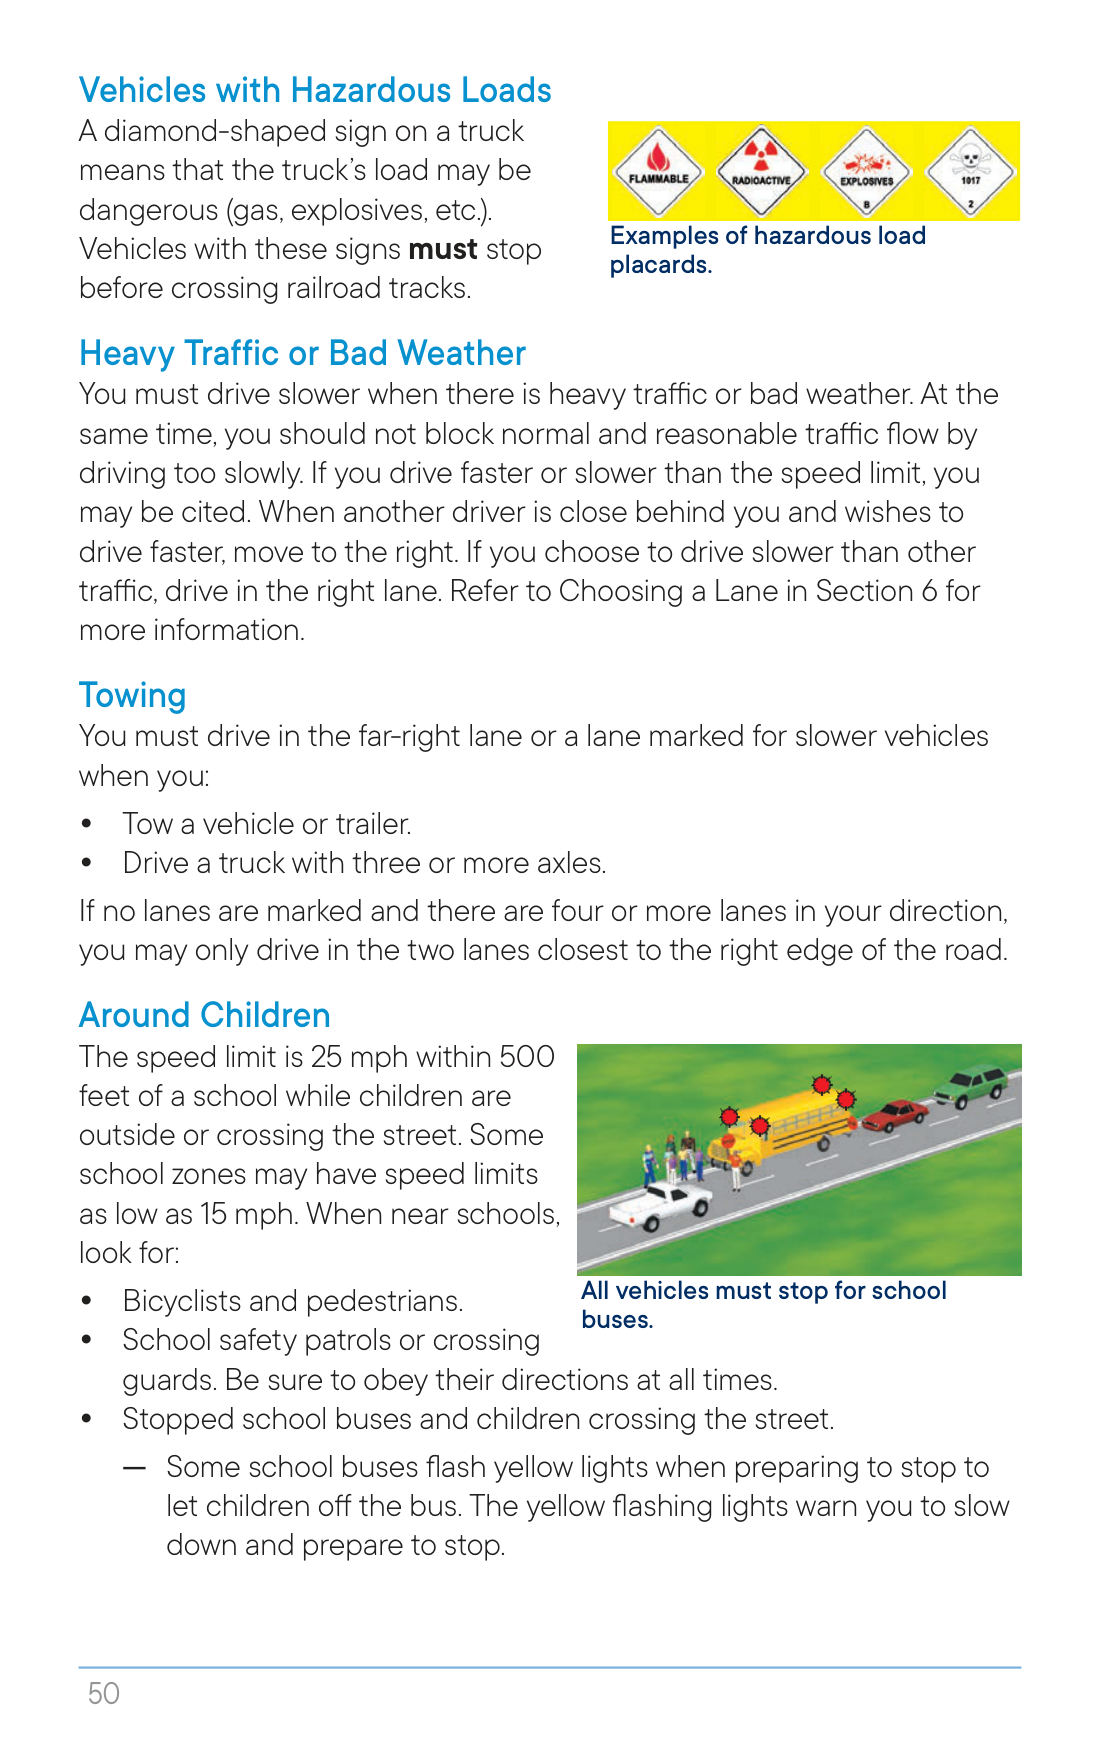 Vehicles with Hazardous Loads
A diamond-shaped sign on a truck
means that the truck's load may be
dangerous (gas, explosives, etc.).
Vehicles with these signs must stop
before crossing railroad tracks.
FLAMMABLE
RADIOACTIVE
EXPLOSIVES
B
1017
2
Examples of hazardous load
placards.
Heavy Traffic or Bad Weather
You must drive slower when there is heavy traffic or bad weather. At the
same time, you should not block normal and reasonable traffic flow by
driving too slowly. If you drive faster or slower than the speed limit, you
may be cited. When another driver is close behind you and wishes to
drive faster, move to the right. If you choose to drive slower than other
traffic, drive in the right lane. Refer to Choosing a Lane in Section 6 for
more information.
Towing
You must drive in the far-right lane or a lane marked for slower vehicles
when you:
• Tow a vehicle or trailer.
• Drive a truck with three or more axles.
If no lanes are marked and there are four or more lanes in your direction,
you may only drive in the two lanes closest to the right edge of the road.
Around Children
The speed limit is 25 mph within 500
feet of a school while children are
outside or crossing the street. Some
school zones may have speed limits
as low as 15 mph. When near schools,
look for:
• Bicyclists and pedestrians.
• School safety patrols or crossing
guards. Be sure to obey their directions at all times.
• Stopped school buses and children crossing the street.
— Some school buses flash yellow lights when preparing to stop to
let children off the bus. The yellow flashing lights warn you to slow
down and prepare to stop.
All vehicles must stop for school
buses.
50